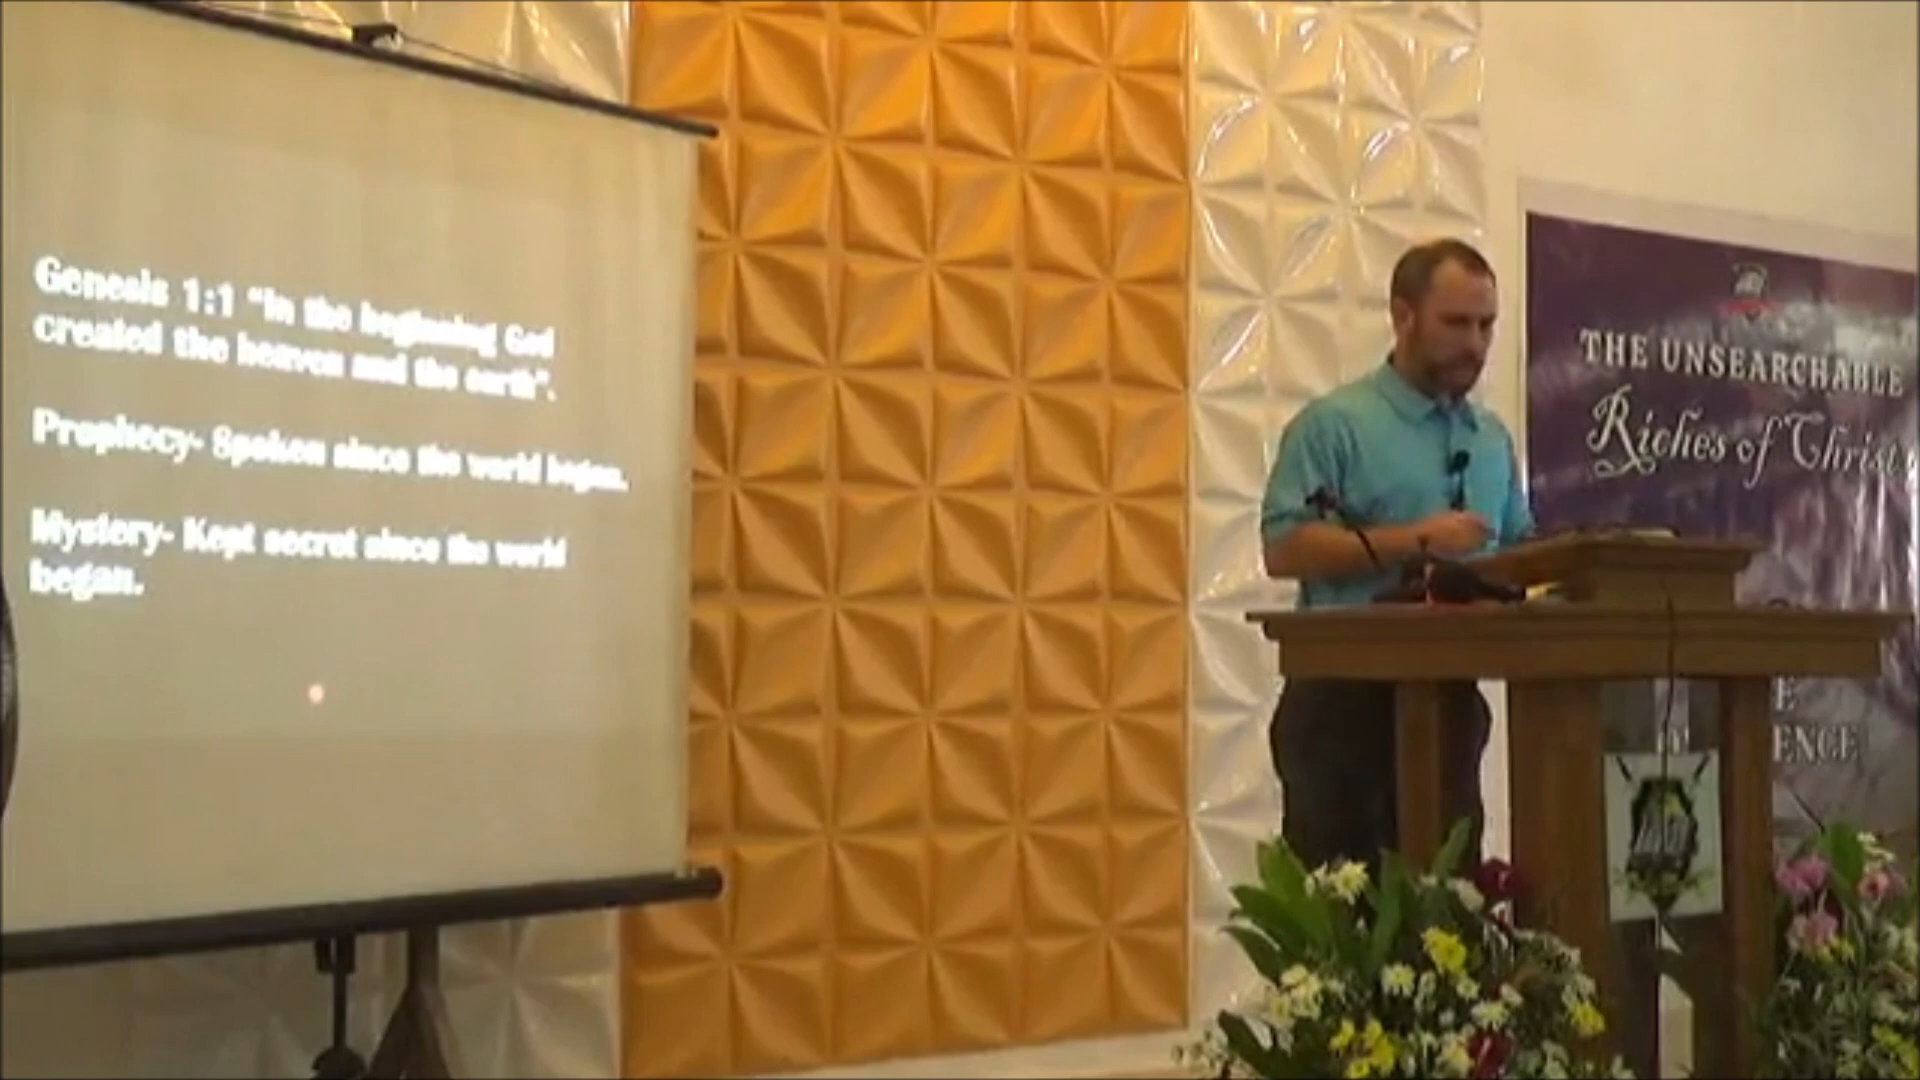 Genesis 1:1 “In the beginning God
created the heaven and the earth”.
Prophecy- Spoken since the world began.
Mystery- Kept secret since the world
began.
THE UNSEARCHABLE
Riches of Christ
ENCE